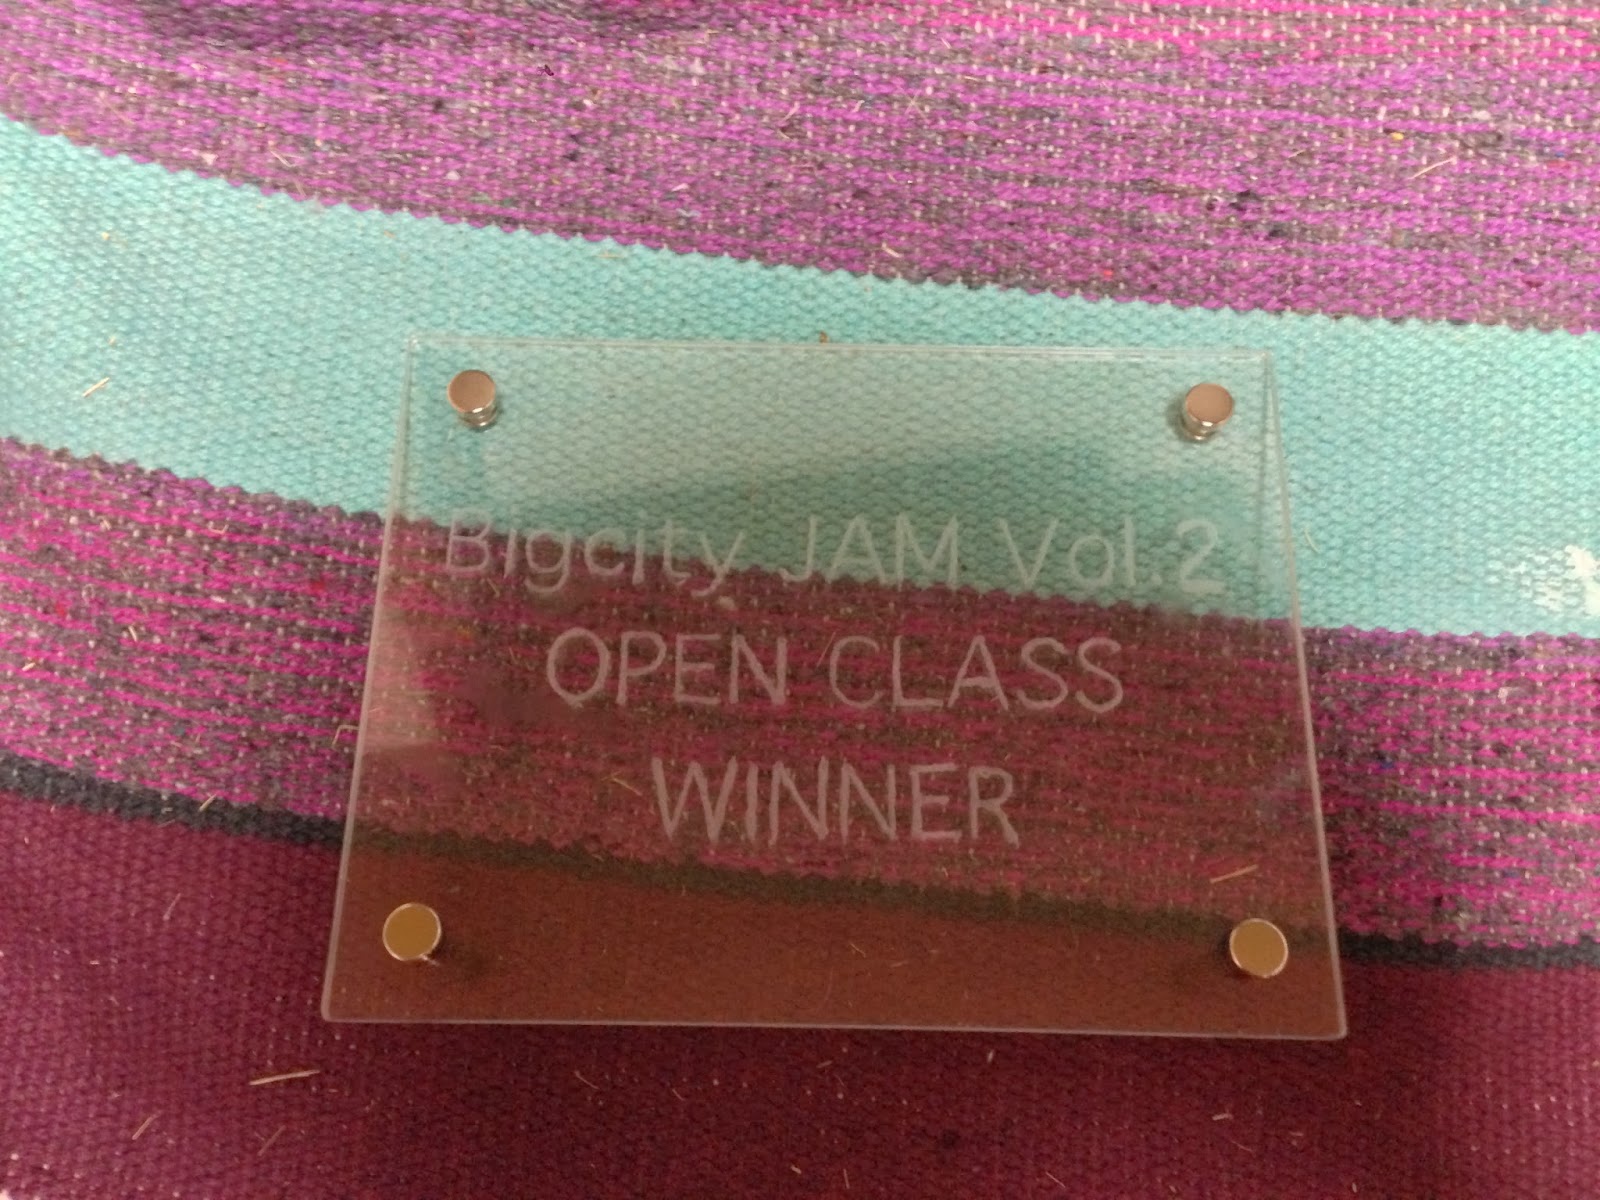 Bigcity JAM Vol.2
OPEN CLASS
WINNER